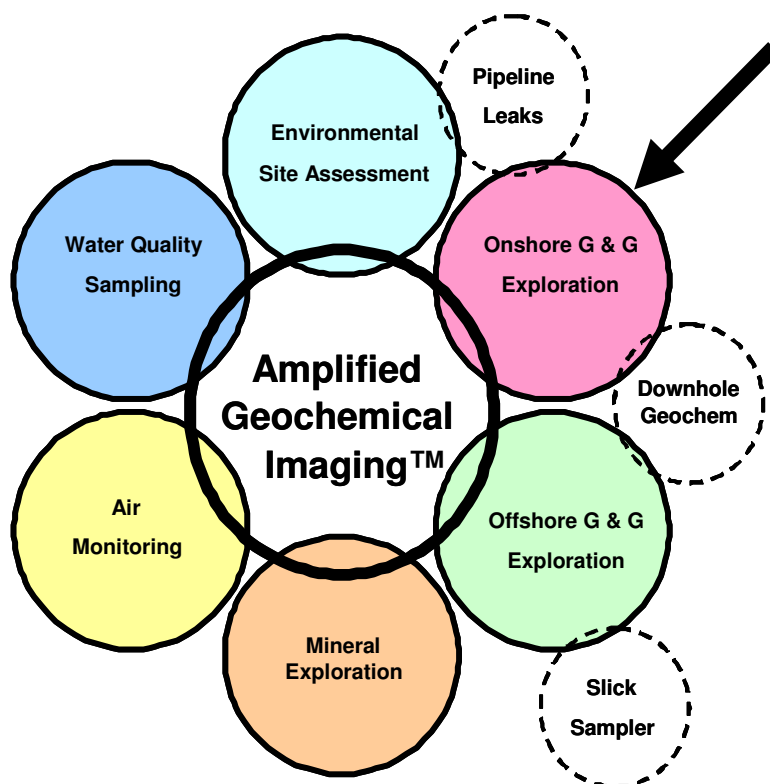 Pipeline
Leaks
Environmental
Site Assessment
Water Quality
Sampling
Onshore G & G
Exploration
Amplified
Geochemical
Imaging™
Downhole
Geochem
Air
Monitoring
Offshore G & G
Exploration
Mineral
Exploration
Slick
Sampler